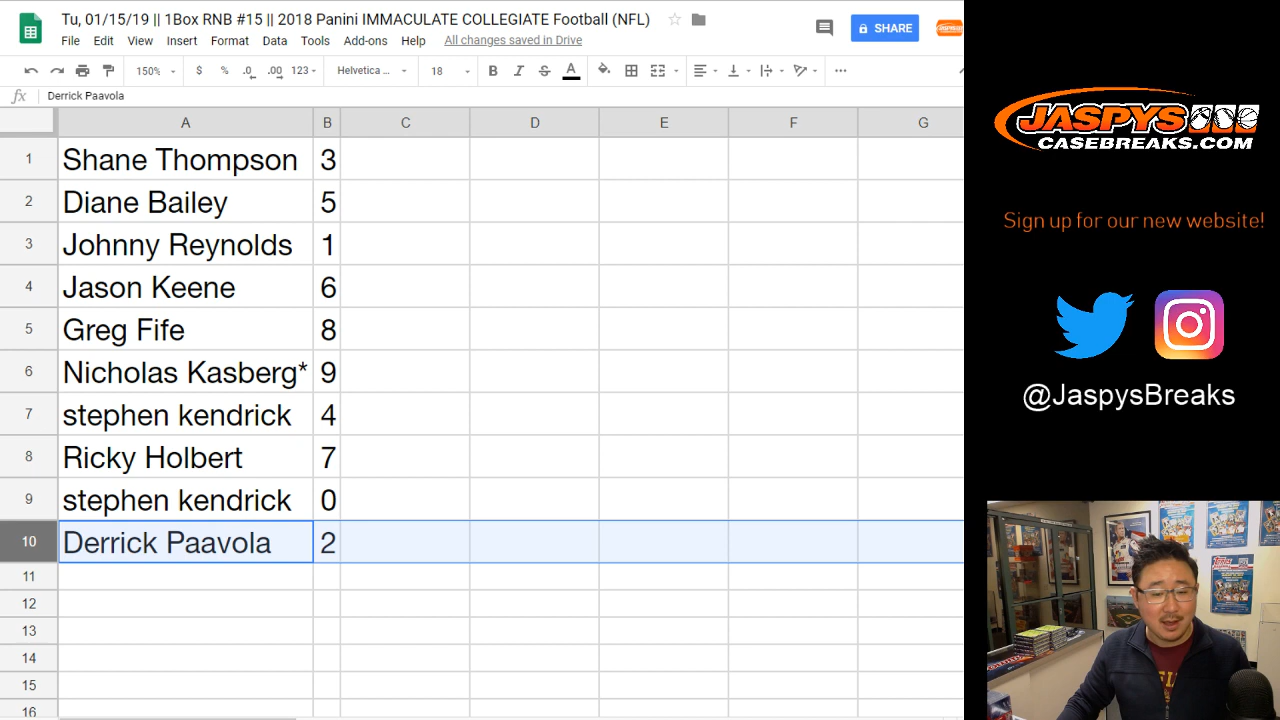 Tu, 01/15/19 || 1Box RNB #15 || 2018 Panini IMMACULATE COLLEGIATE Football (NFL)
File Edit View Insert Format Data Tools Add-ons Help All changes saved in Drive
SHARE
150% $ % .0 .00 123 Helvetica ... 18 B I S A
fx Derrick Paavola
A B C D E F G
1 Shane Thompson 3
2 Diane Bailey 5
3 Johnny Reynolds 1
4 Jason Keene 6
5 Greg Fife 8
6 Nicholas Kasberg* 9
7 stephen kendrick 4
8 Ricky Holbert 7
9 stephen kendrick 0
10 Derrick Paavola 2
11
12
13
14
15
16
JASPYS
CASEBREAKS.COM
Sign up for our new website!
@JaspysBreaks